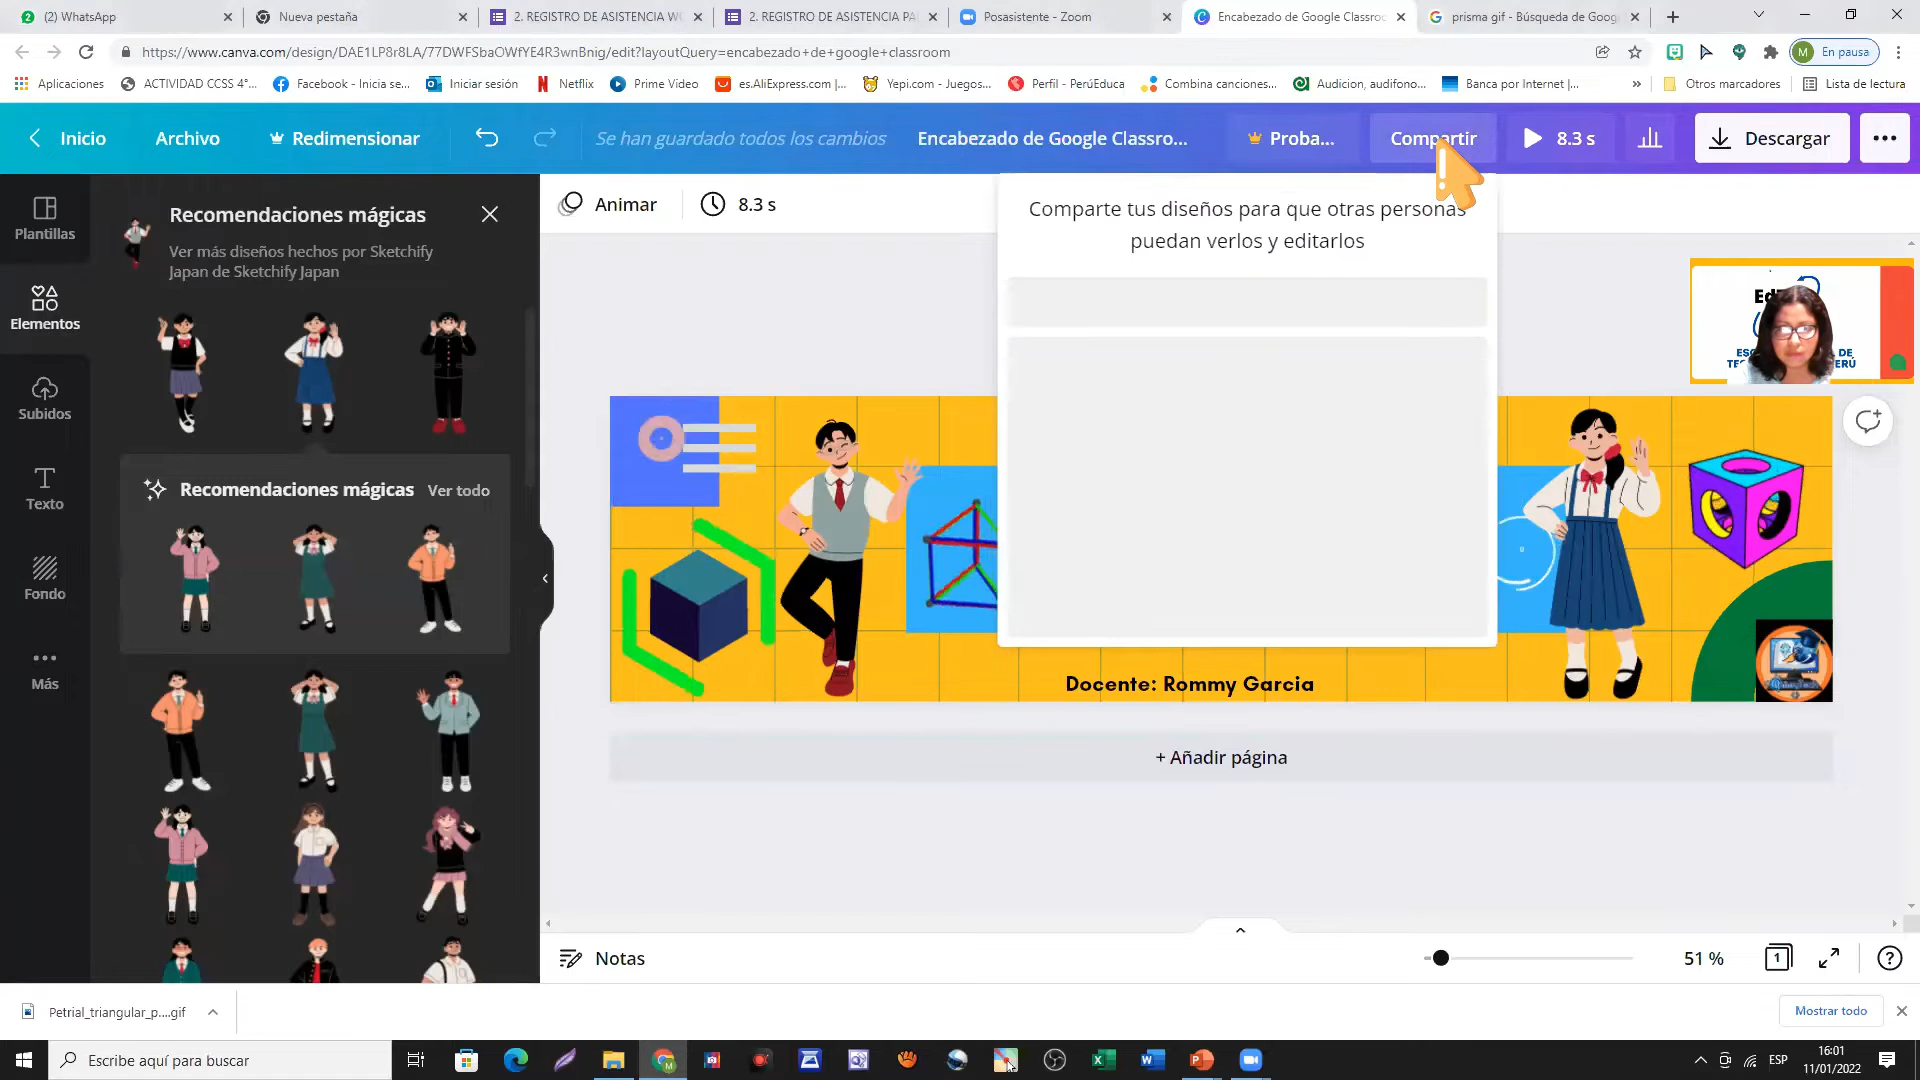 (2) WhatsApp
Nueva pestaña
2. REGISTRO DE ASISTENCIA WO
2. REGISTRO DE ASISTENCIA PA
Posasistente - Zoom
Encabezado de Google Classroo
prisma gif - Búsqueda de Goog
https://www.canva.com/design/DAE1LP8r8LA/77DWFSbaOWfYE4R3wnBnig/edit?layoutQuery=encabezado+de+google+classroom
M
En pausa
Aplicaciones
ACTIVIDAD CCSS 4°...
Facebook - Inicia se...
Iniciar sesión
Netflix
Prime Video
es.AliExpress.com |...
Yepi.com - Juegos...
Perfil - PerúEduca
Combina canciones...
Audicion, audifono...
Banca por Internet |...
»
Otros marcadores
Lista de lectura
Inicio
Archivo
Redimensionar
Se han guardado todos los cambios
Encabezado de Google Classro...
Proba...
Compartir
8.3 s
Descargar
Plantillas
Elementos
Subidos
Texto
Fondo
Más
Recomendaciones mágicas
Ver más diseños hechos por Sketchify
Japan de Sketchify Japan
Recomendaciones mágicas
Ver todo
Animar
8.3 s
Comparte tus diseños para que otras personas
puedan verlos y editarlos
Docente: Rommy Garcia
+ Añadir página
Notas
51 %
1
Petrial_triangular_p....gif
Mostrar todo
Escribe aquí para buscar
ESP
16:01
11/01/2022